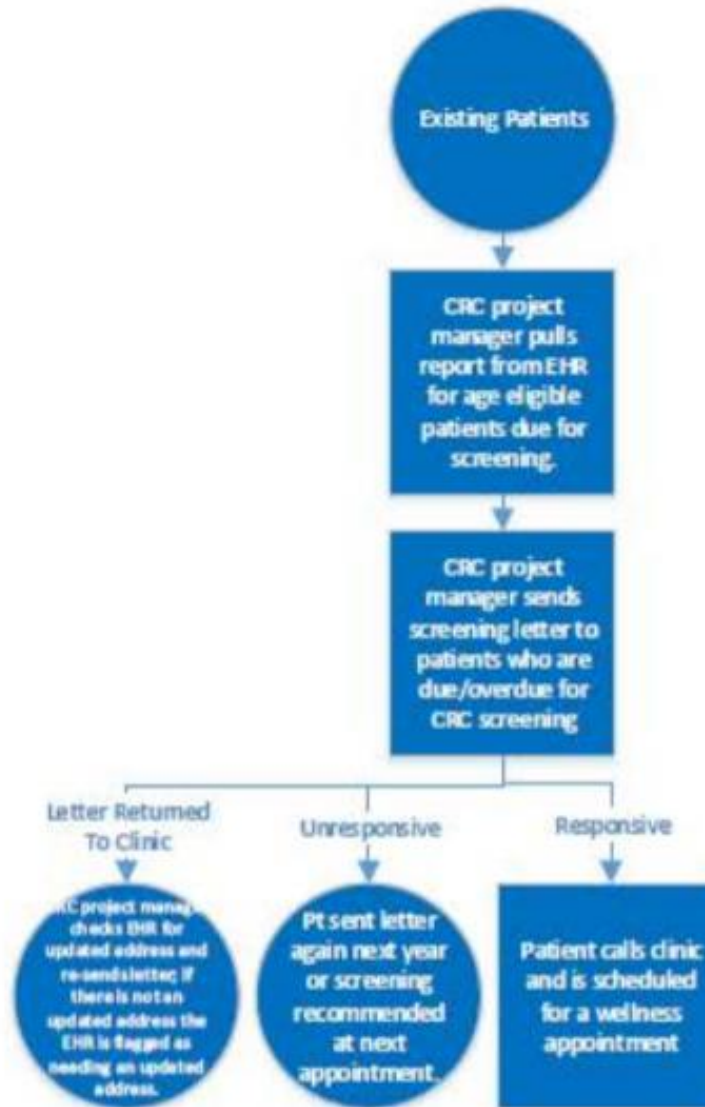 Existing Patients
CRC project
manager pulls
report from EHR
for age eligible
patients due for
screening.
CRC project
manager sends
screening letter to
patients who are
due/overdue for
CRC screening
Letter Returned
To Clinic
Unresponsive
Responsive
RC project manage
checks EHR for
updated address and
re-sends letter; if
there is not an
updated address the
EHR is flagged as
needing an updated
address.
Pt sent letter
again next year
or screening
recommended
at next
appointment.
Patient calls clinic
and is scheduled
for a wellness
appointment